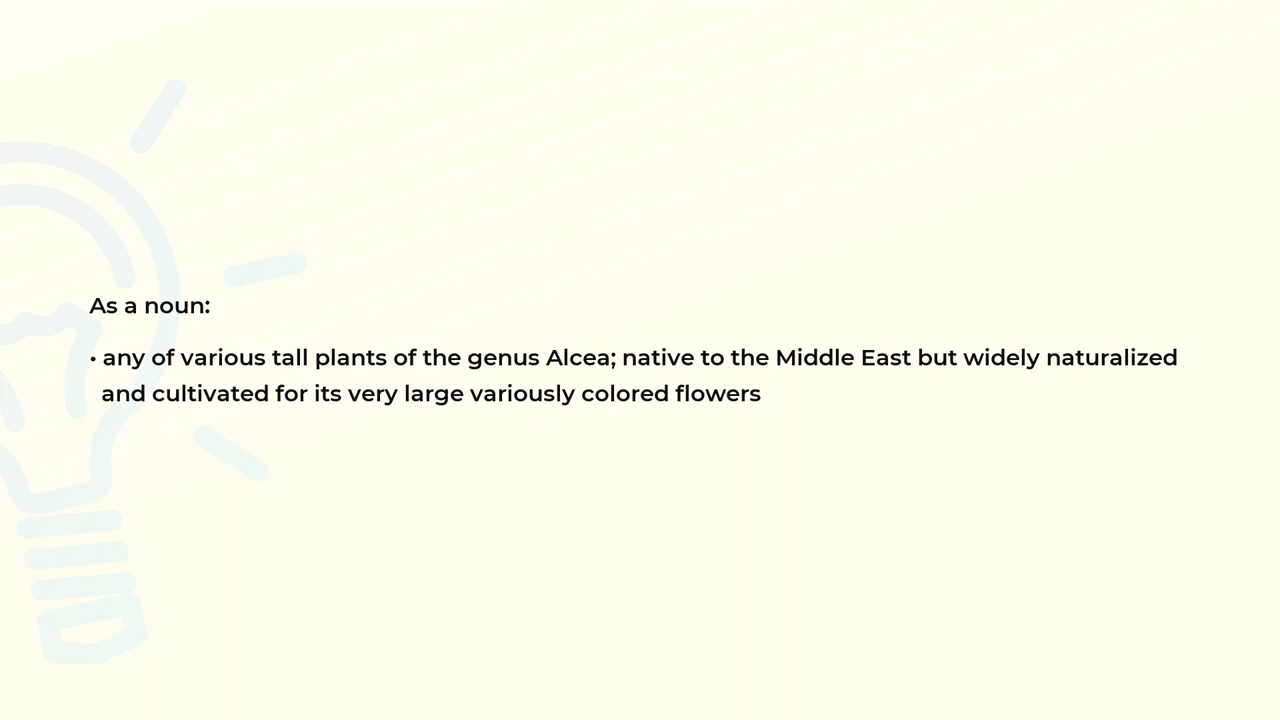 As a noun:
• any of various tall plants of the genus Alcea; native to the Middle East but widely naturalized
and cultivated for its very large variously colored flowers